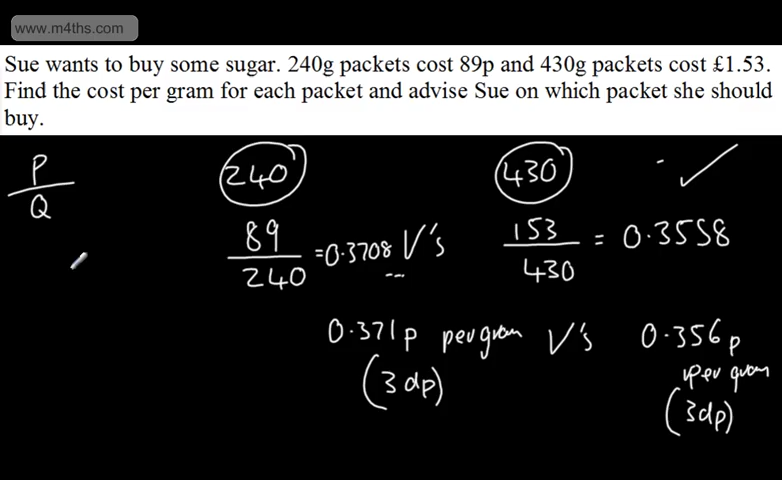 www.m4ths.com
Sue wants to buy some sugar. 240g packets cost 89p and 430g packets cost £1.53.
Find the cost per gram for each packet and advise Sue on which packet she should
buy.
P 240 430
Q
89/240 = 0.3708 V's 153/430 = 0.3558
0.371p per gram V's 0.356p
per gram
(3dp) (3dp)